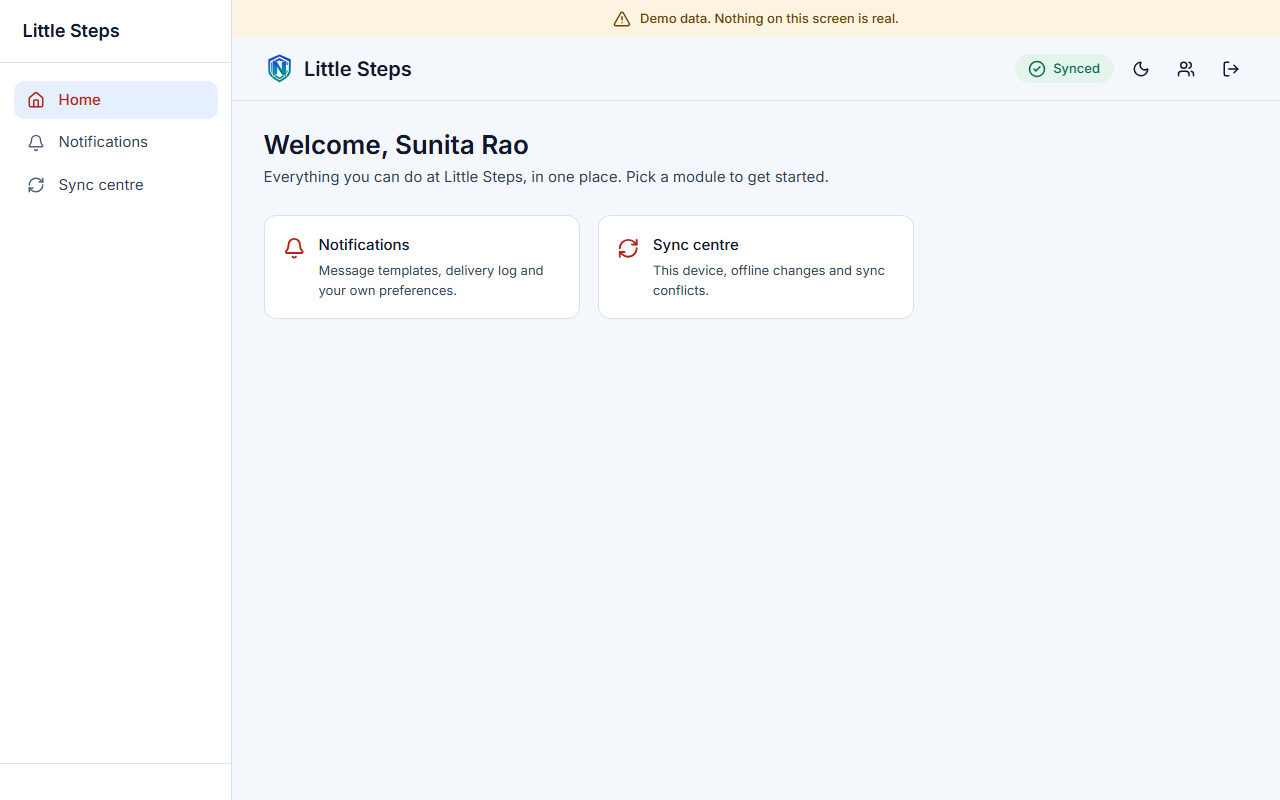 Little Steps
Home
Notifications
Sync centre
Demo data. Nothing on this screen is real.
Little Steps
Synced
Welcome, Sunita Rao
Everything you can do at Little Steps, in one place. Pick a module to get started.
Notifications
Message templates, delivery log and
your own preferences.
Sync centre
This device, offline changes and sync
conflicts.